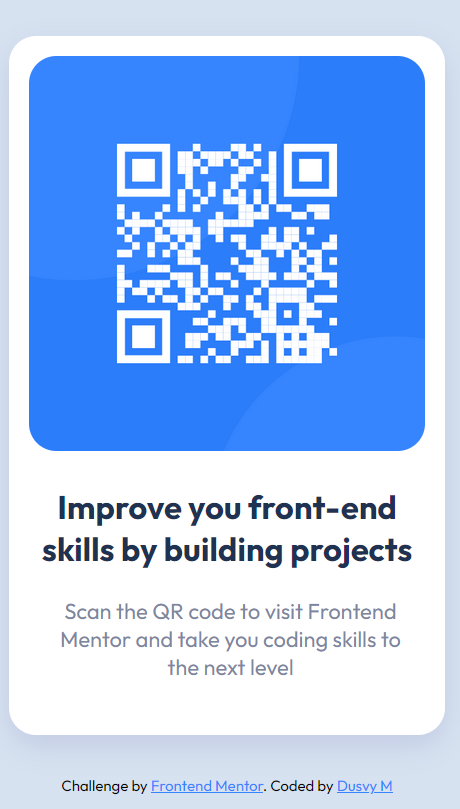 Improve you front-end
skills by building projects
Scan the QR code to visit Frontend
Mentor and take you coding skills to
the next level
Challenge by Frontend Mentor. Coded by Dusvy M